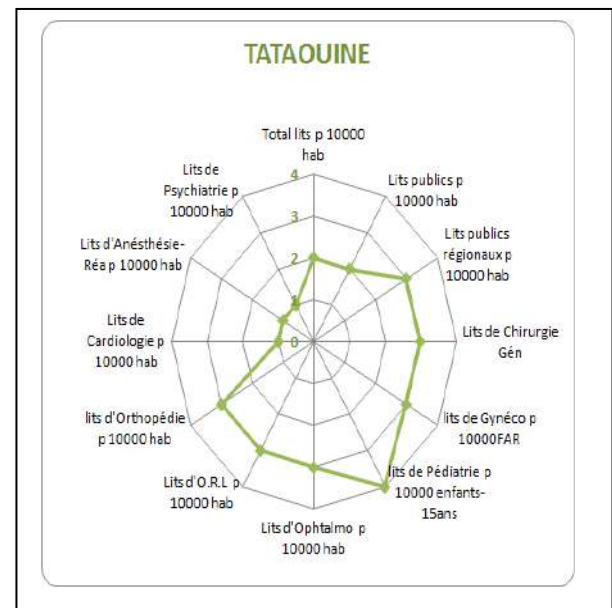 TATAOUINE
Total lits p 10000
hab
Lits publics p
10000 hab
Lits publics
régionaux p
10000 hab
Lits de Chirurgie
Gén
lits de Gynéco p
10000FAR
lits de Pédiatrie p
10000 enfants-
15ans
Lits d'Ophtalmo p
10000 hab
Lits d'O.R.L p
10000 hab
lits d'Orthopédie
p 10000 hab
Lits de
Cardiologie p
10000 hab
Lits d'Anésthésie-
Réa p 10000 hab
Lits de
Psychiatrie p
10000 hab
4
3
2
1
0